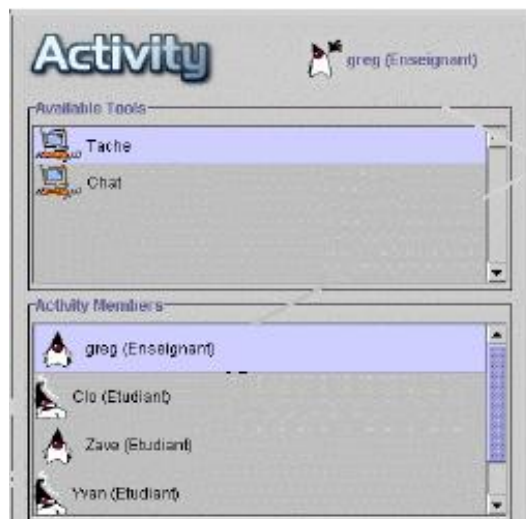 Activity
greg (Enseignant)
Available Tools
Tache
Chat
Activity Members
greg (Enseignant)
Clo (Etudiant)
Zave (Etudiant)
Yvan (Etudiant)